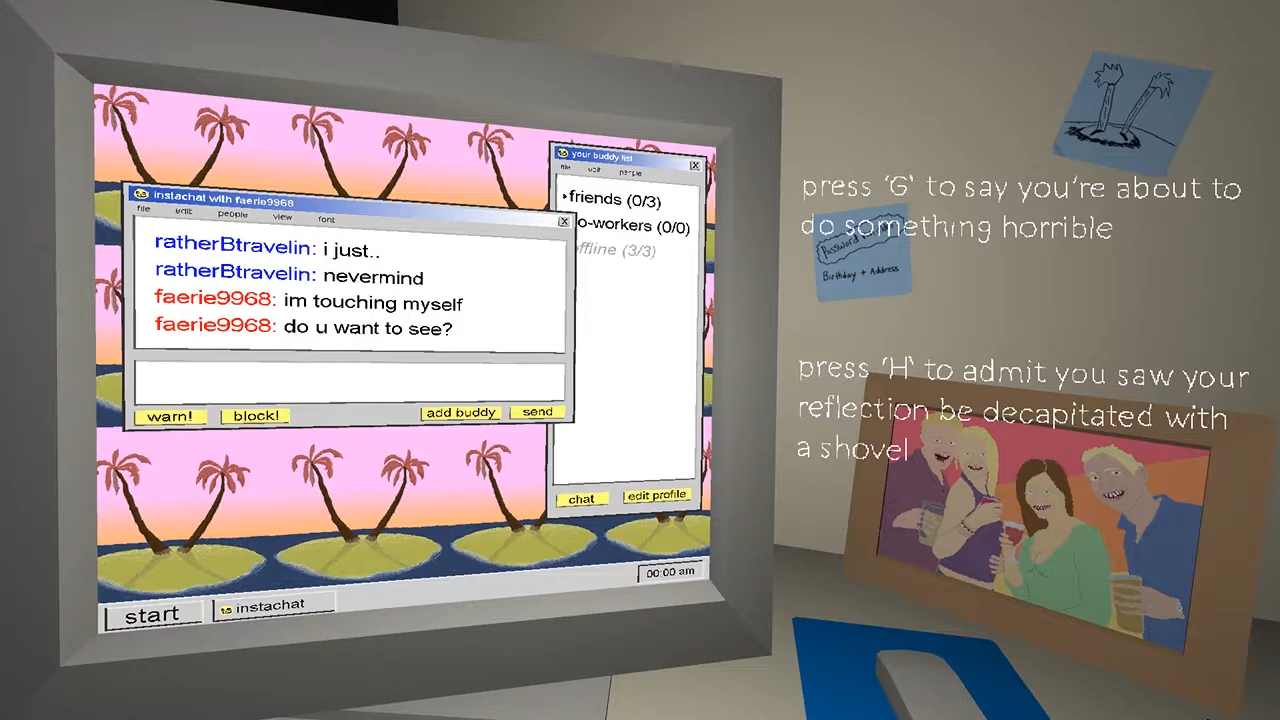 your buddy list
file edit people
friends (0/3)
o-workers (0/0)
offline (3/3)
chat
edit profile
instachat with faerie9968
file edit people view font
ratherBtravelin: i just..
ratherBtravelin: nevermind
faerie9968: im touching myself
faerie9968: do u want to see?
warn! block! add buddy send
00:00 am
start
instachat
press 'G' to say you're about to
do something horrible
Password
Birthday + Address
press 'H' to admit you saw your
reflection be decapitated with
a shovel